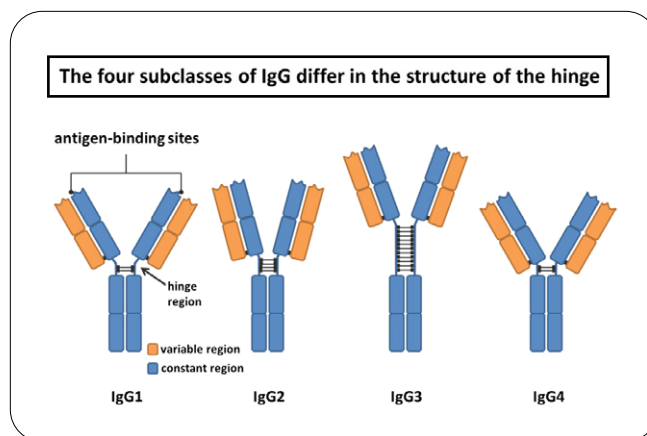 The four subclasses of IgG differ in the structure of the hinge
antigen-binding sites
hinge
region
variable region
constant region
IgG1
IgG2
IgG3
IgG4